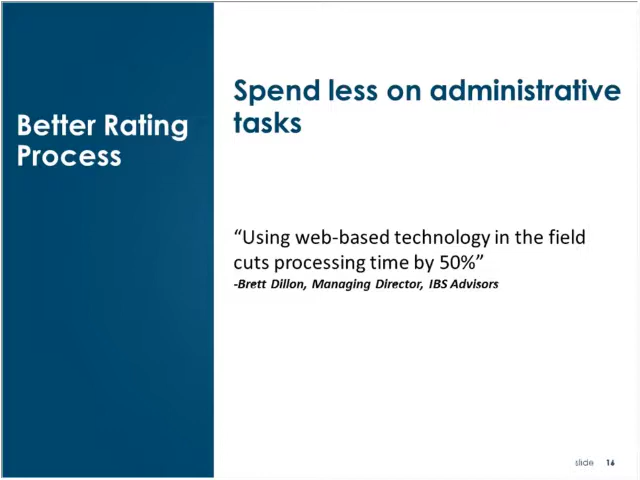 Better Rating
Process
Spend less on administrative
tasks
“Using web-based technology in the field
cuts processing time by 50%”
-Brett Dillon, Managing Director, IBS Advisors
slide 16